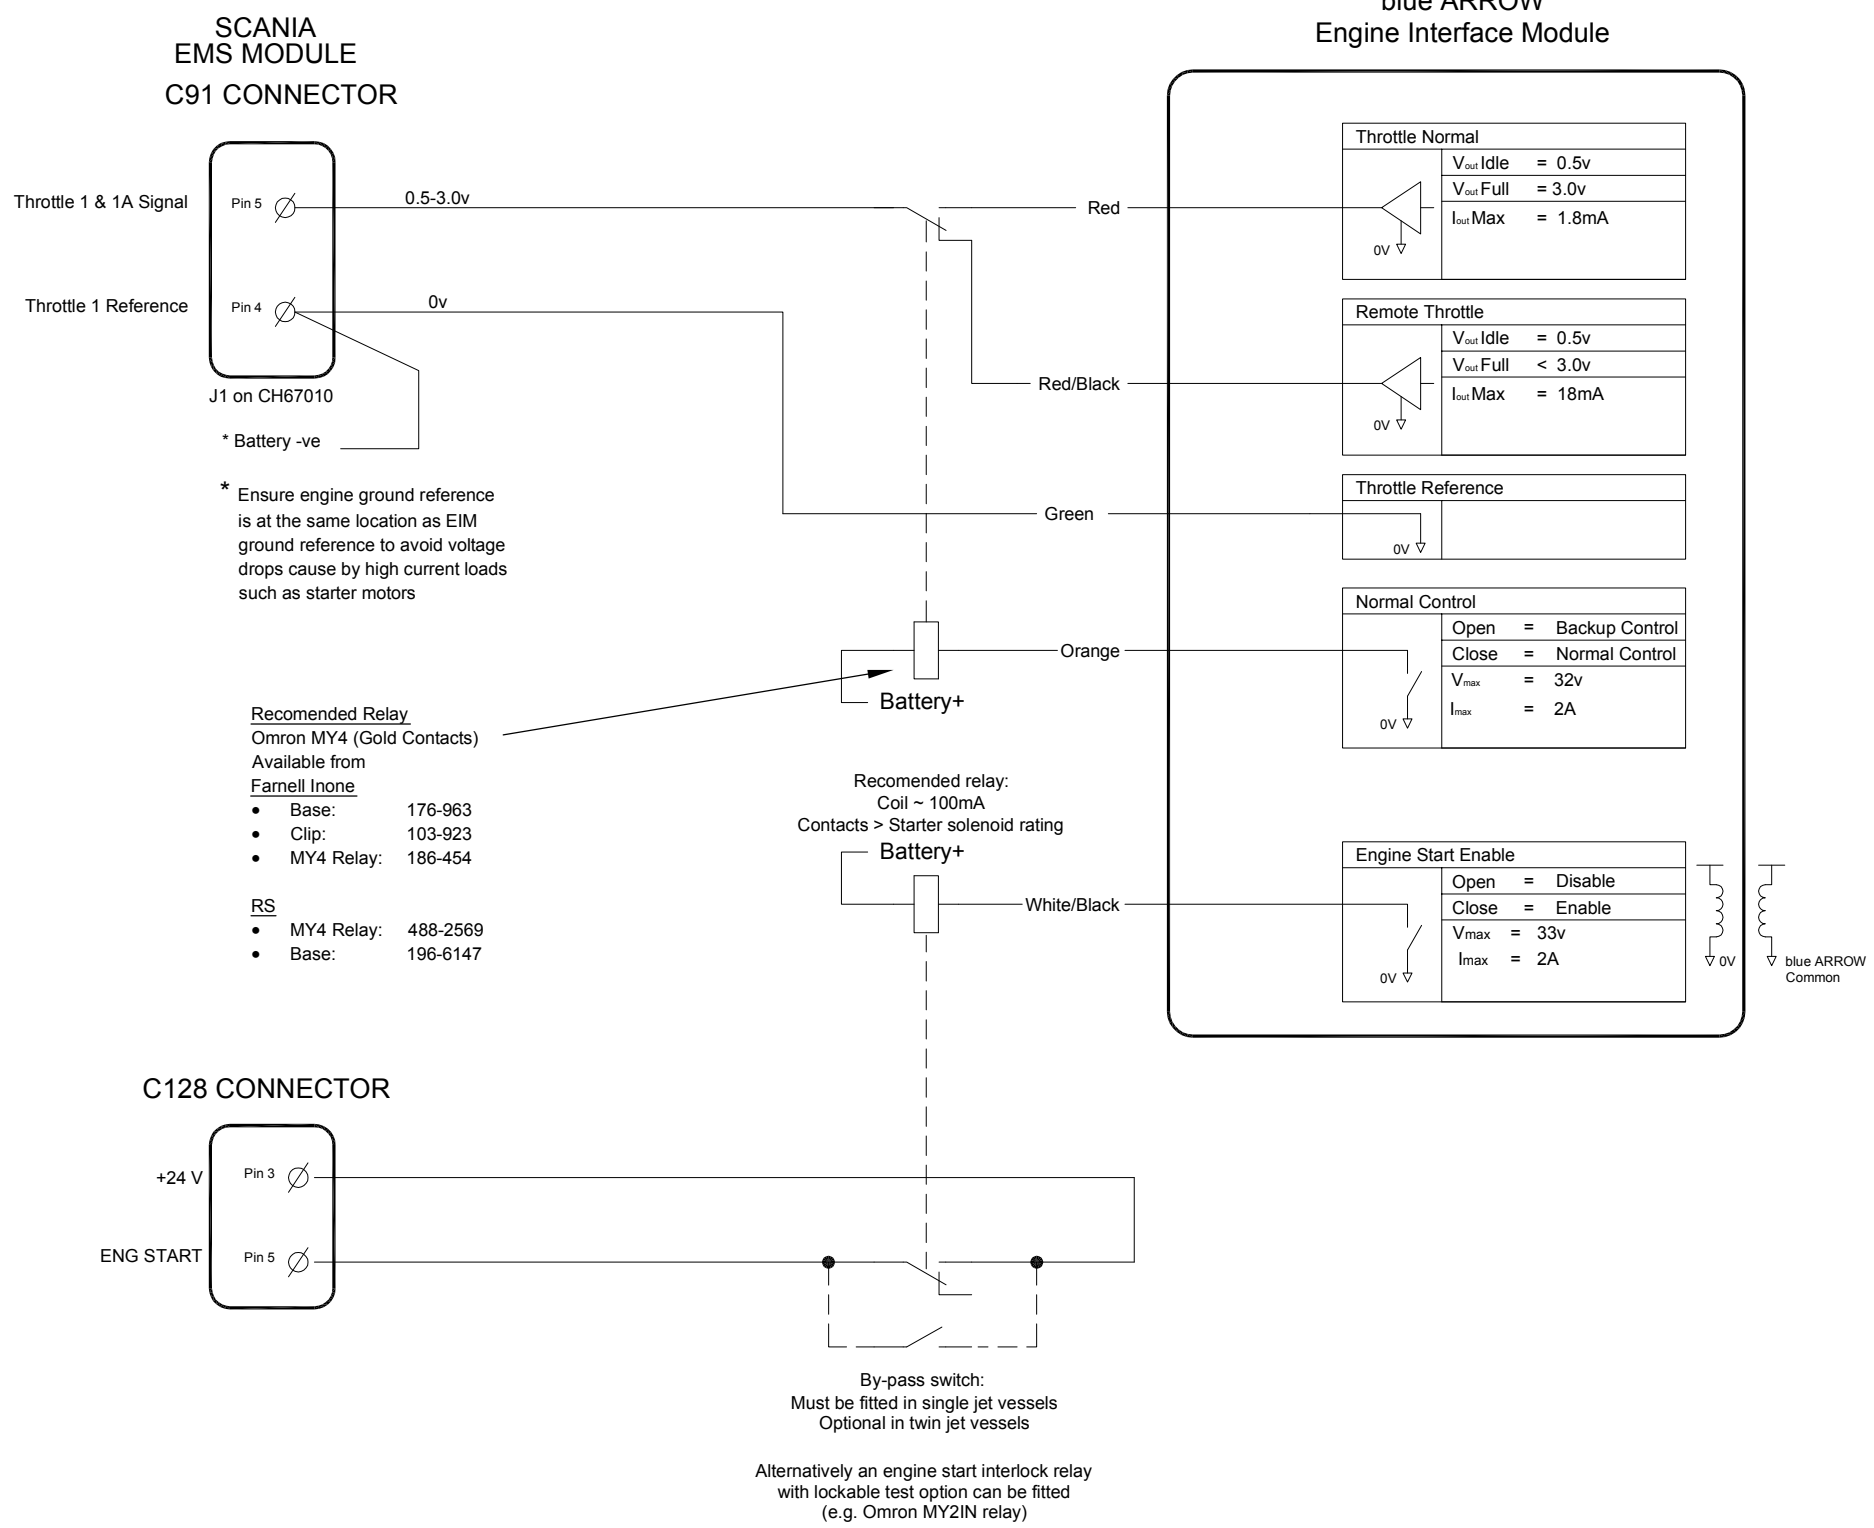 SCANIA
EMS MODULE
C91 CONNECTOR
Throttle 1 & 1A Signal
Pin 5
0.5-3.0v
Throttle 1 Reference
Pin 4
0v
J1 on CH67010
* Battery -ve
* Ensure engine ground reference
is at the same location as EIM
ground reference to avoid voltage
drops cause by high current loads
such as starter motors
Recomended Relay
Omron MY4 (Gold Contacts)
Available from
Farnell Inone
• Base: 176-963
• Clip: 103-923
• MY4 Relay: 186-454
RS
• MY4 Relay: 488-2569
• Base: 196-6147
Red
Red/Black
Green
Orange
Battery+
Recomended relay:
Coil ~ 100mA
Contacts > Starter solenoid rating
Battery+
White/Black
blue ARROW
Engine Interface Module
Throttle Normal
Vout Idle = 0.5v
Vout Full = 3.0v
Iout Max = 1.8mA
0V
Remote Throttle
Vout Idle = 0.5v
Vout Full < 3.0v
Iout Max = 18mA
0V
Throttle Reference
0V
Normal Control
Open = Backup Control
Close = Normal Control
Vmax = 32v
Imax = 2A
0V
Engine Start Enable
Open = Disable
Close = Enable
Vmax = 33v
Imax = 2A
0V
0V
blue ARROW
Common
C128 CONNECTOR
+24 V
Pin 3
ENG START
Pin 5
By-pass switch:
Must be fitted in single jet vessels
Optional in twin jet vessels
Alternatively an engine start interlock relay
with lockable test option can be fitted
(e.g. Omron MY2IN relay)